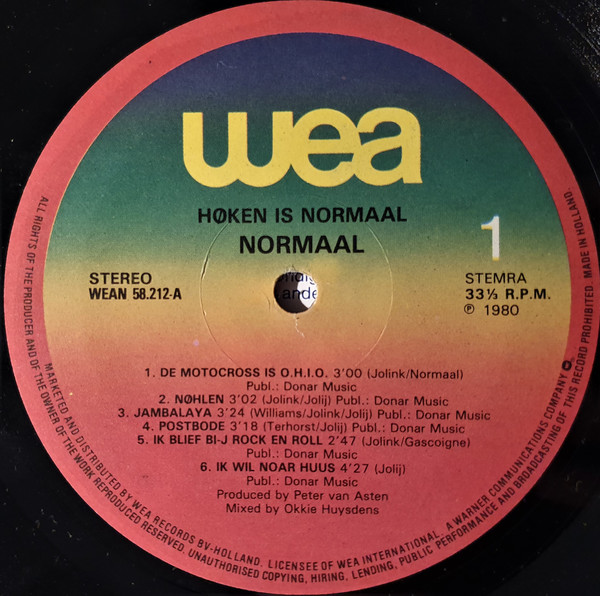 wea
HØKEN IS NORMAAL
NORMAAL
1
STEREO
WEAN 58.212-A
STEMRA
33⅓ R.P.M.
℗ 1980
1. DE MOTOCROSS IS O.H.I.O. 3'00 (Jolink/Normaal)
Publ.: Donar Music
2. NØHLEN 3'02 (Jolink/Jolij) Publ.: Donar Music
3. JAMBALAYA 3'24 (Williams/Jolink/Jolij) Publ.: Donar Music
4. POSTBODE 3'18 (Terhorst/Jolij) Publ.: Donar Music
5. IK BLIEF BI-J ROCK EN ROLL 2'47 (Jolink/Gascoigne)
Publ.: Donar Music
6. IK WIL NOAR HUUS 4'27 (Jolij)
Publ.: Donar Music
Produced by Peter van Asten
Mixed by Okkie Huysdens
MARKETED AND DISTRIBUTED BY WEA RECORDS BV-HOLLAND, LICENSEE OF WEA INTERNATIONAL. A WARNER COMMUNICATIONS COMPANY
ALL RIGHTS OF THE PRODUCER AND OF THE OWNER OF THE WORK REPRODUCED RESERVED. UNAUTHORISED COPYING, HIRING, LENDING, PUBLIC PERFORMANCE AND BROADCASTING OF THIS RECORD PROHIBITED. MADE IN HOLLAND.